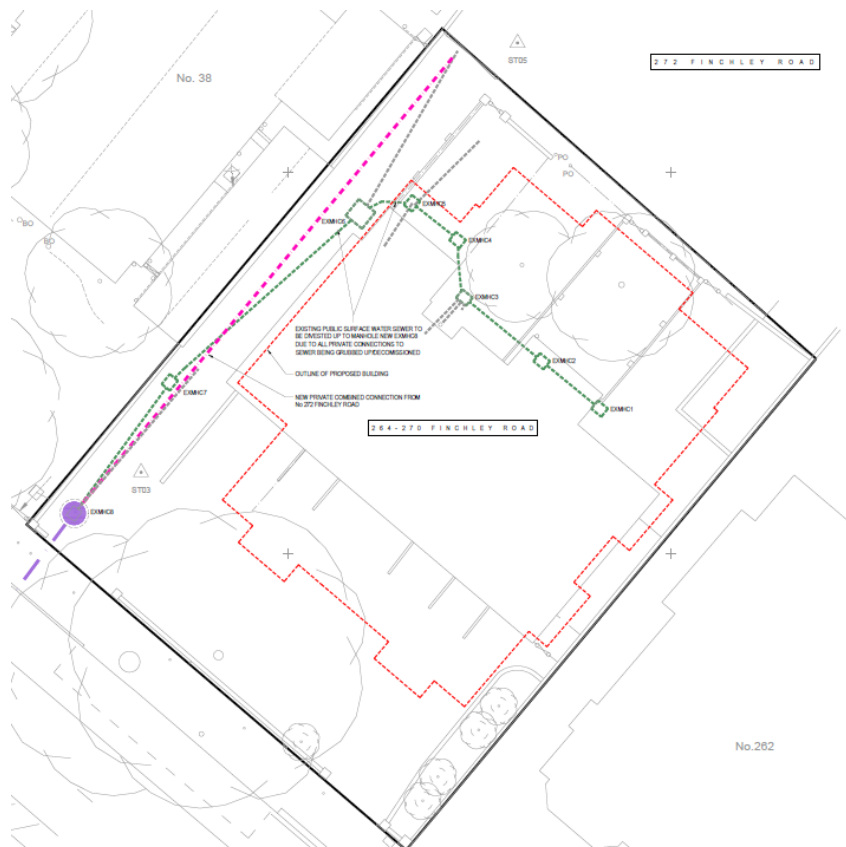 272 FINCHLEY ROAD
ST05
No. 38
PO
PO
BO
BO
EXMHC6
EXMHC5
EXMHC4
EXMHC3
EXISTING PUBLIC SURFACE WATER SEWER TO
BE DIVESTED UP TO MANHOLE NEW EXMHC8
DUE TO ALL PRIVATE CONNECTIONS TO
SEWER BEING GRUBBED UP/DECOMISSIONED
EXMHC2
OUTLINE OF PROPOSED BUILDING
EXMHC7
NEW PRIVATE COMBINED CONNECTION FROM
No 272 FINCHLEY ROAD
EXMHC1
264-270 FINCHLEY ROAD
ST03
EXMHC8
No.262